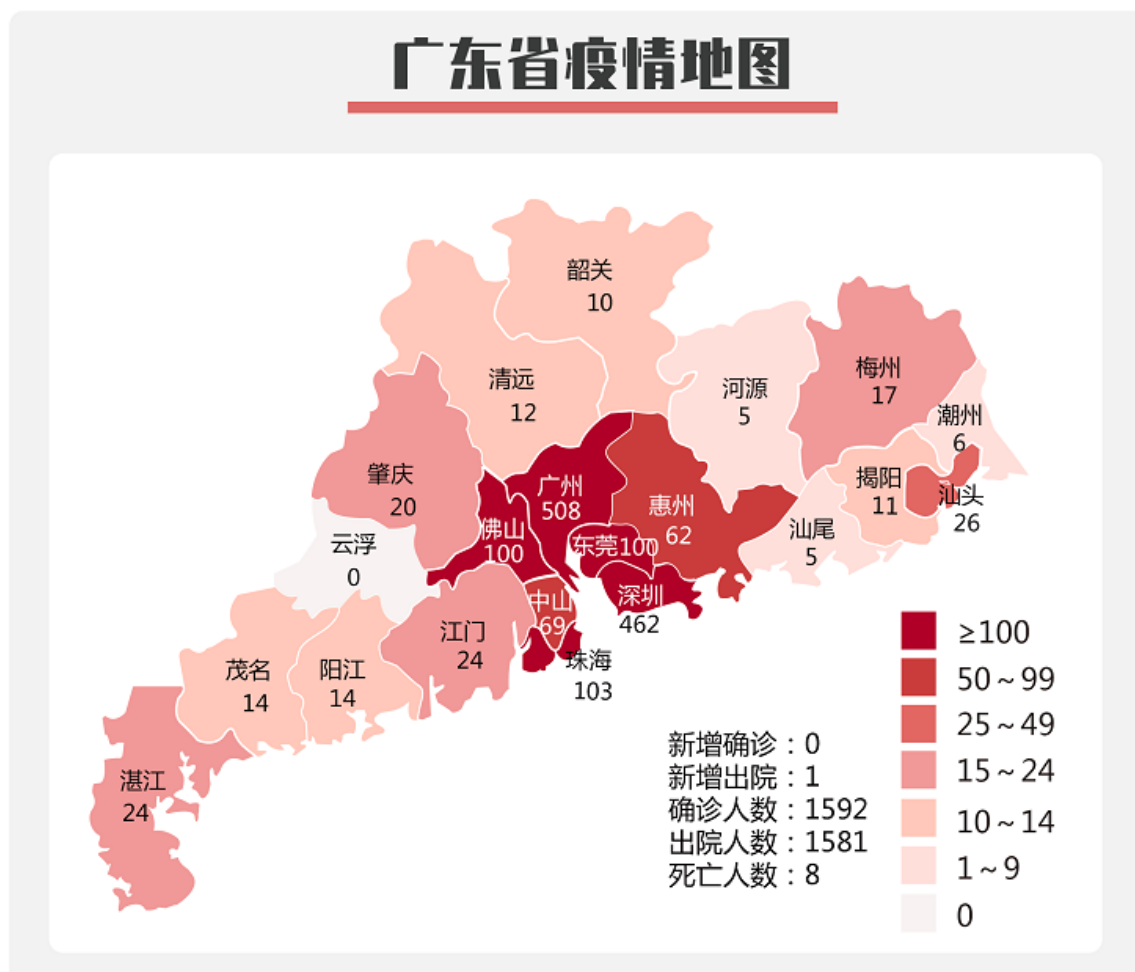 广东省疫情地图
韶关
10
清远
12
河源
5
梅州
17
潮州
6
肇庆
20
广州
508
惠州
62
揭阳
11
汕头
26
佛山
100
东莞100
汕尾
5
云浮
0
中山
69
深圳
462
江门
24
珠海
103
茂名
14
阳江
14
湛江
24
新增确诊：0
新增出院：1
确诊人数：1592
出院人数：1581
死亡人数：8
≥100
50～99
25～49
15～24
10～14
1～9
0